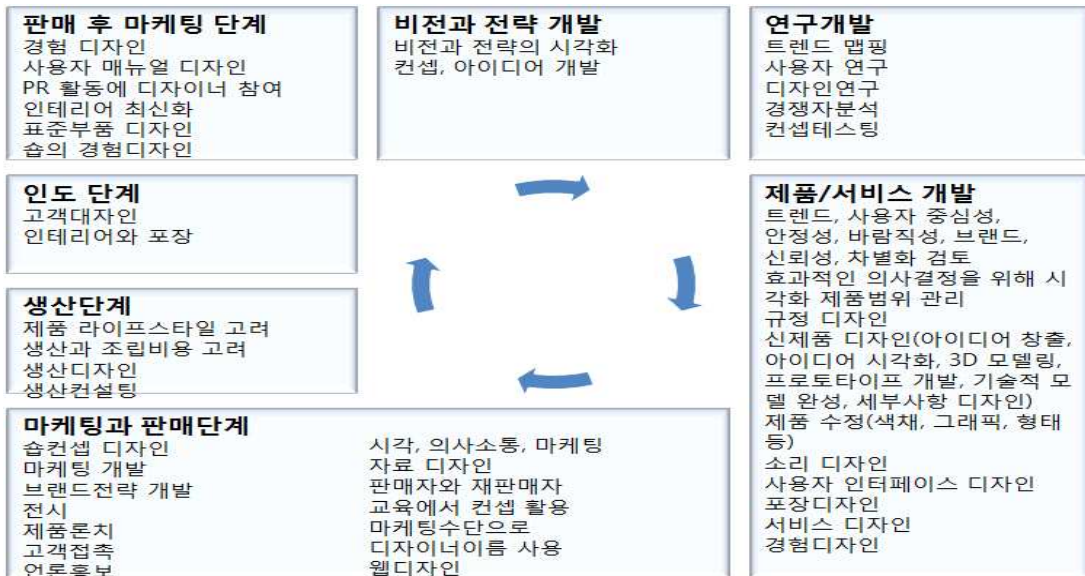 판매 후 마케팅 단계
경험 디자인
사용자 매뉴얼 디자인
PR 활동에 디자이너 참여
인테리어 최신화
표준부품 디자인
숍의 경험디자인
비전과 전략 개발
비전과 전략의 시각화
컨셉, 아이디어 개발
연구개발
트렌드 맵핑
사용자 연구
디자인연구
경쟁자분석
컨셉테스팅
인도 단계
고객대자인
인테리어와 포장
제품/서비스 개발
트렌드, 사용자 중심성,
안정성, 바람직성, 브랜드,
신뢰성, 차별화 검토
효과적인 의사결정을 위해 시
각화 제품범위 관리
규정 디자인
신제품 디자인(아이디어 창출,
아이디어 시각화, 3D 모델링,
프로토타이프 개발, 기술적 모
델 완성, 세부사항 디자인)
제품 수정(색채, 그래픽, 형태
등)
소리 디자인
사용자 인터페이스 디자인
포장디자인
서비스 디자인
경험디자인
생산단계
제품 라이프스타일 고려
생산과 조립비용 고려
생산디자인
생산컨설팅
마케팅과 판매단계
숍컨셉 디자인
마케팅 개발
브랜드전략 개발
전시
제품론치
고객접촉
언론홍보
시각, 의사소통, 마케팅
자료 디자인
판매자와 재판매자
교육에서 컨셉 활용
마케팅수단으로
디자이너이름 사용
웹디자인